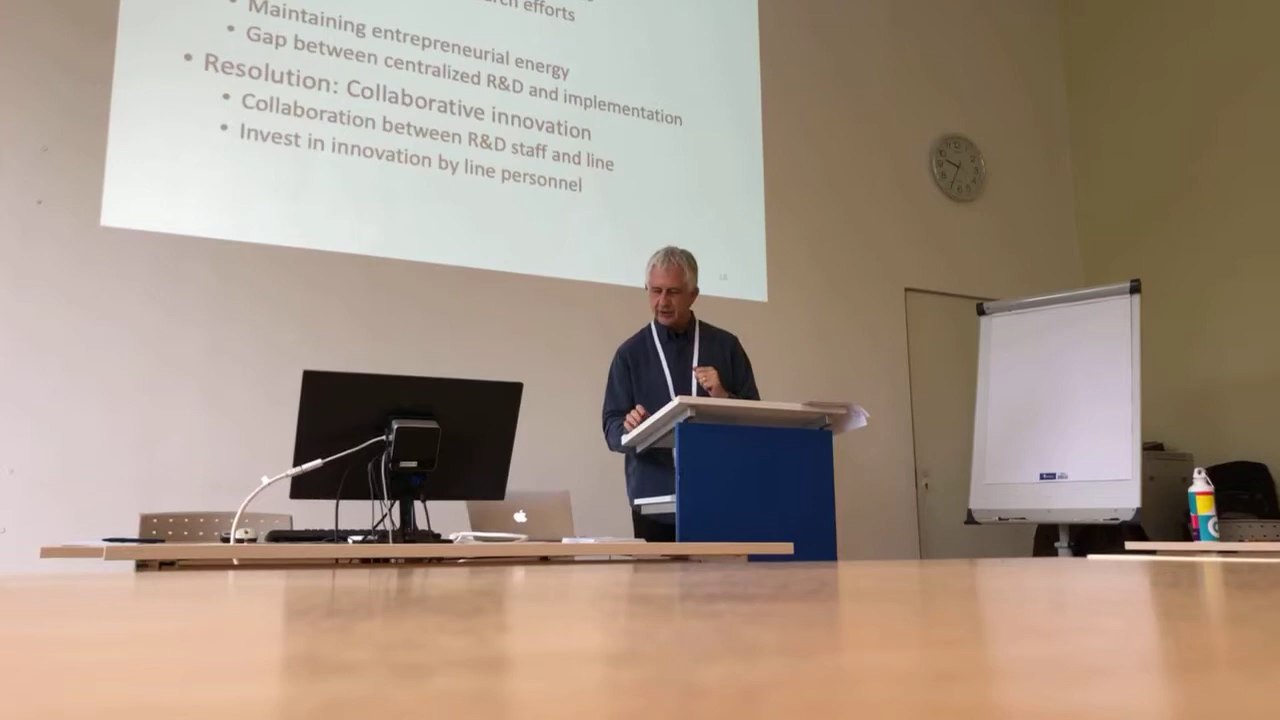 efforts
• Maintaining entrepreneurial energy
• Gap between centralized R&D and implementation
• Resolution: Collaborative innovation
• Collaboration between R&D staff and line
• Invest in innovation by line personnel